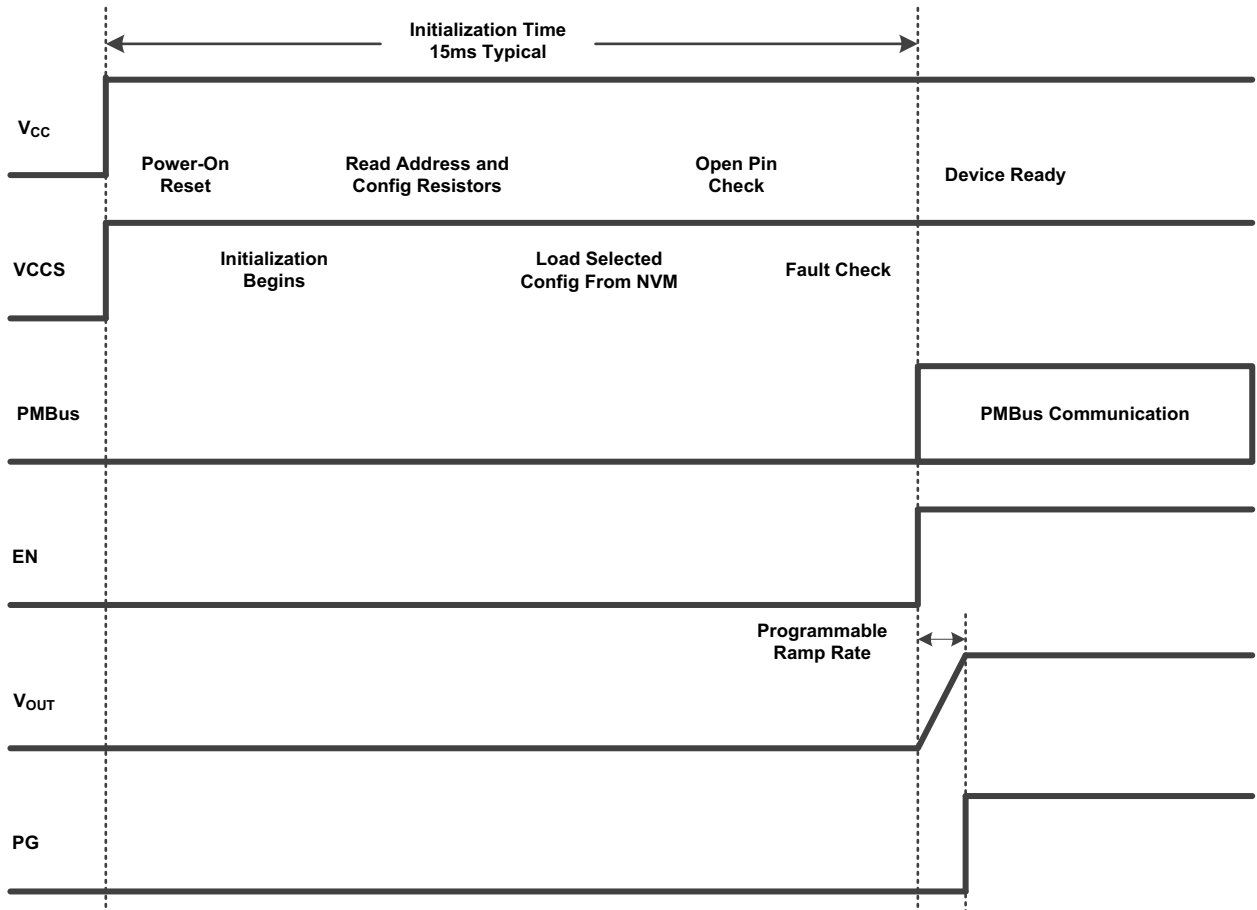 Initialization Time
15ms Typical
VCC
Power-On
Reset
Read Address and
Config Resistors
Open Pin
Check
Device Ready
VCCS
Initialization
Begins
Load Selected
Config From NVM
Fault Check
PMBus
PMBus Communication
EN
Programmable
Ramp Rate
VOUT
PG